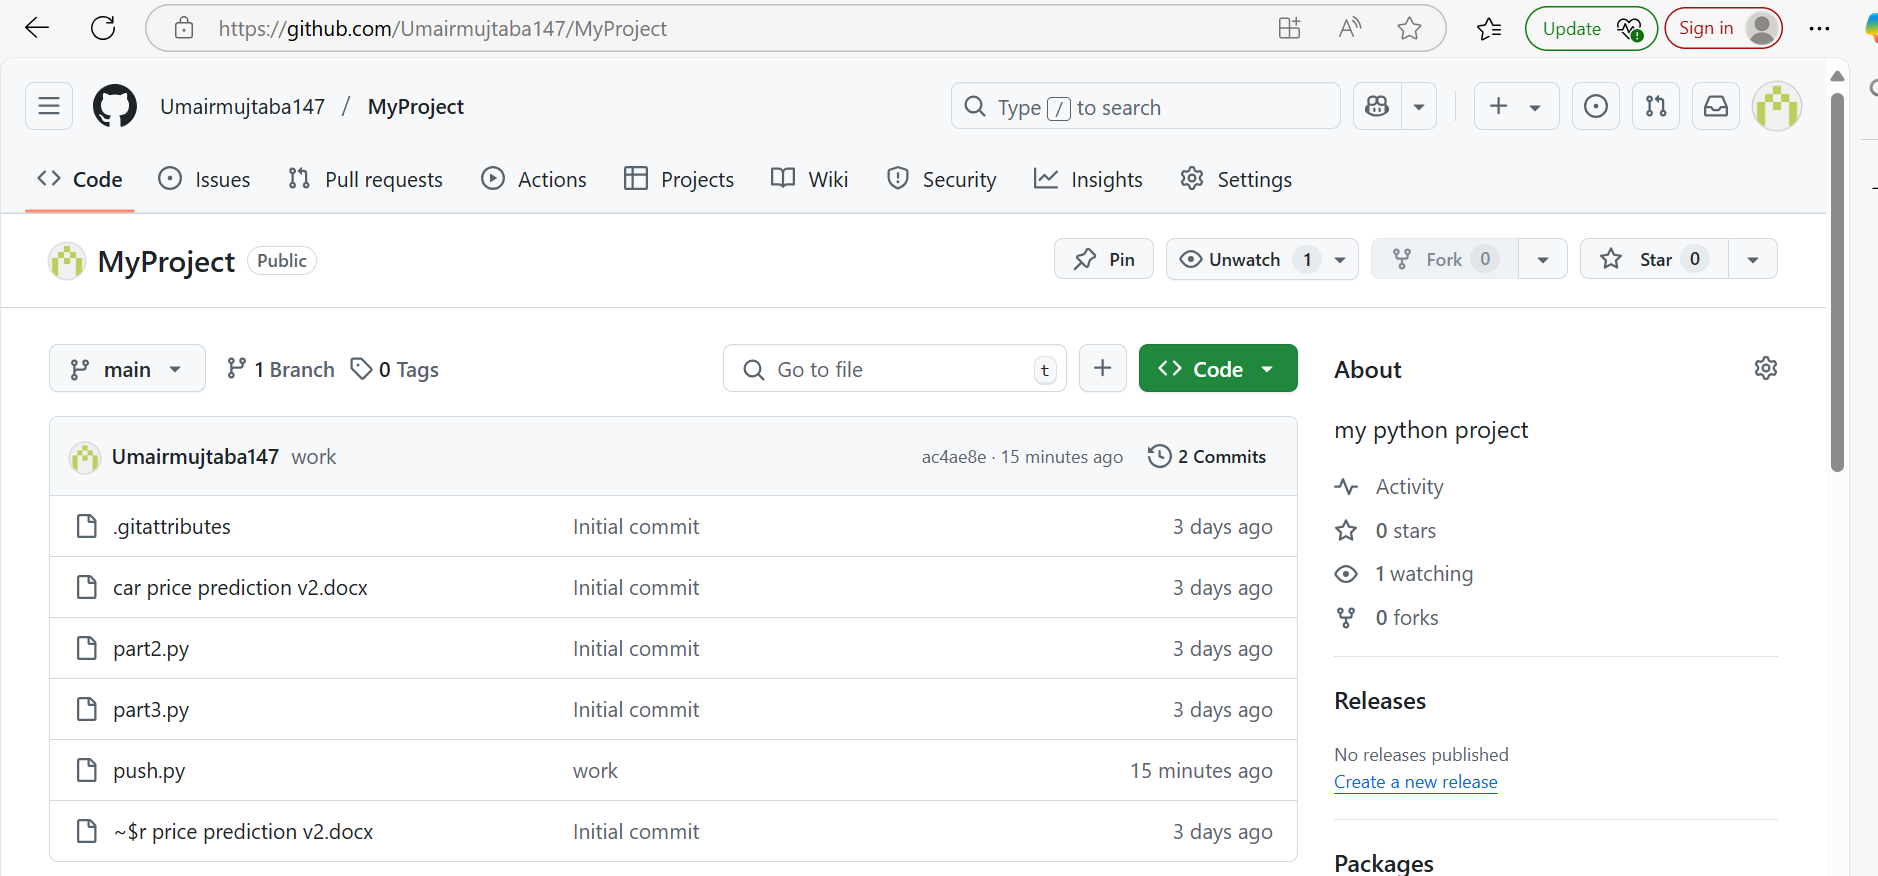 https://github.com/Umairmujtaba147/MyProject
Update
Sign in
Umairmujtaba147 / MyProject
Type / to search
Code
Issues
Pull requests
Actions
Projects
Wiki
Security
Insights
Settings
MyProject Public
Pin
Unwatch 1
Fork 0
Star 0
main
1 Branch
0 Tags
Go to file
t
Code
Umairmujtaba147 work
ac4ae8e · 15 minutes ago
2 Commits
.gitattributes Initial commit 3 days ago
car price prediction v2.docx Initial commit 3 days ago
part2.py Initial commit 3 days ago
part3.py Initial commit 3 days ago
push.py work 15 minutes ago
~$r price prediction v2.docx Initial commit 3 days ago
About
my python project
Activity
0 stars
1 watching
0 forks
Releases
No releases published
Create a new release
Packages